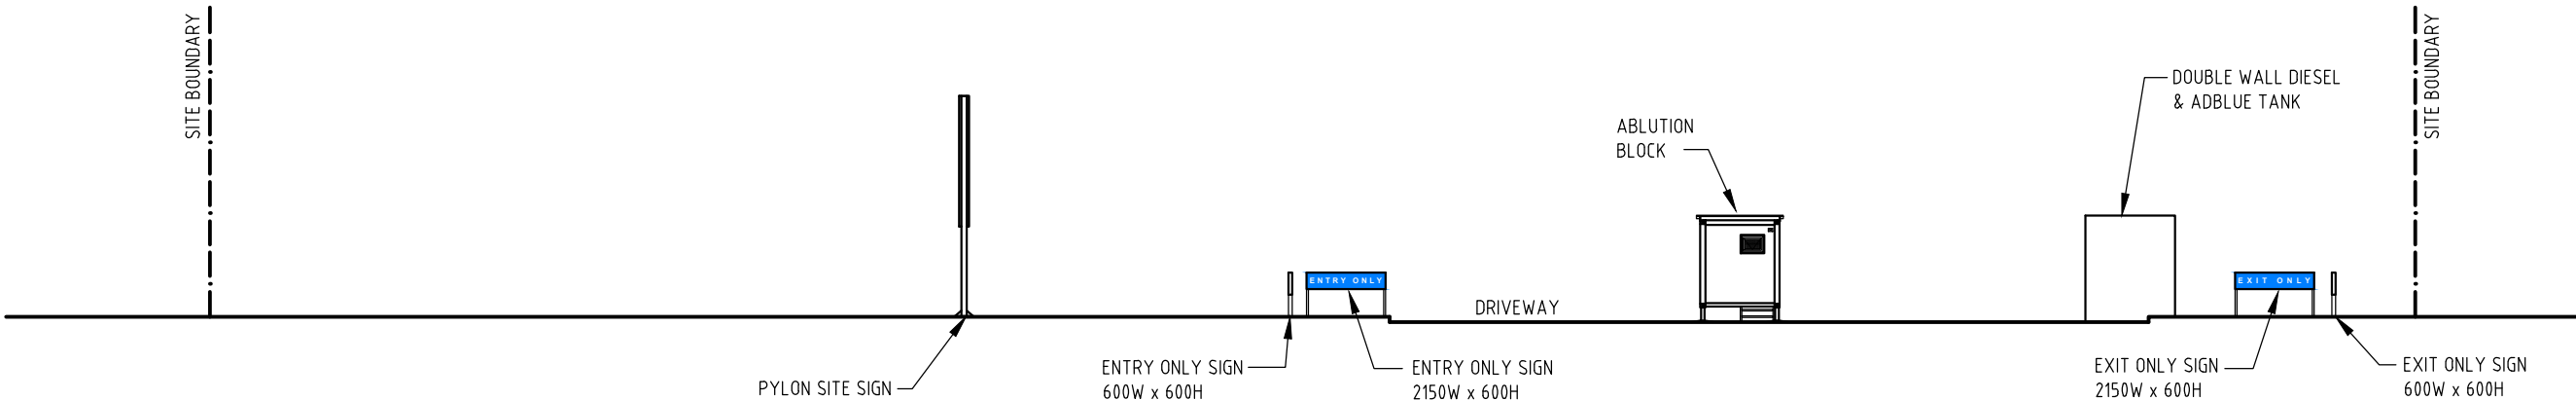 SITE BOUNDARY
PYLON SITE SIGN
ENTRY ONLY SIGN
600W x 600H
ENTRY ONLY
ENTRY ONLY SIGN
2150W x 600H
DRIVEWAY
ABLUTION
BLOCK
DOUBLE WALL DIESEL
& ADBLUE TANK
EXIT ONLY
EXIT ONLY SIGN
2150W x 600H
EXIT ONLY SIGN
600W x 600H
SITE BOUNDARY